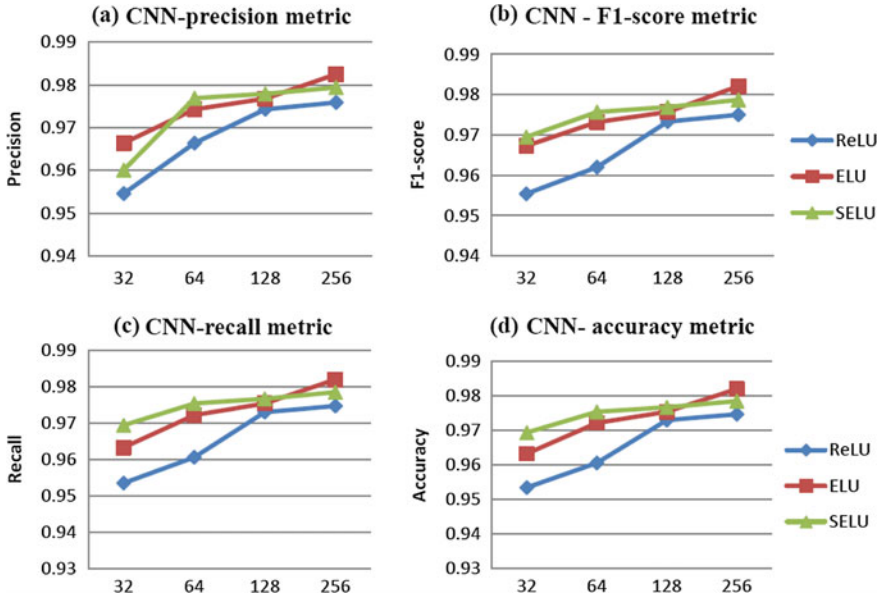 (a) CNN-precision metric
0.99
0.98
0.97
0.96
0.95
0.94
Precision
32 64 128 256
(b) CNN - F1-score metric
0.99
0.98
0.97
0.96
0.95
0.94
F1-score
32 64 128 256
ReLU
ELU
SELU
(c) CNN-recall metric
0.99
0.98
0.97
0.96
0.95
0.94
0.93
Recall
32 64 128 256
(d) CNN- accuracy metric
0.99
0.98
0.97
0.96
0.95
0.94
0.93
Accuracy
32 64 128 256
ReLU
ELU
SELU